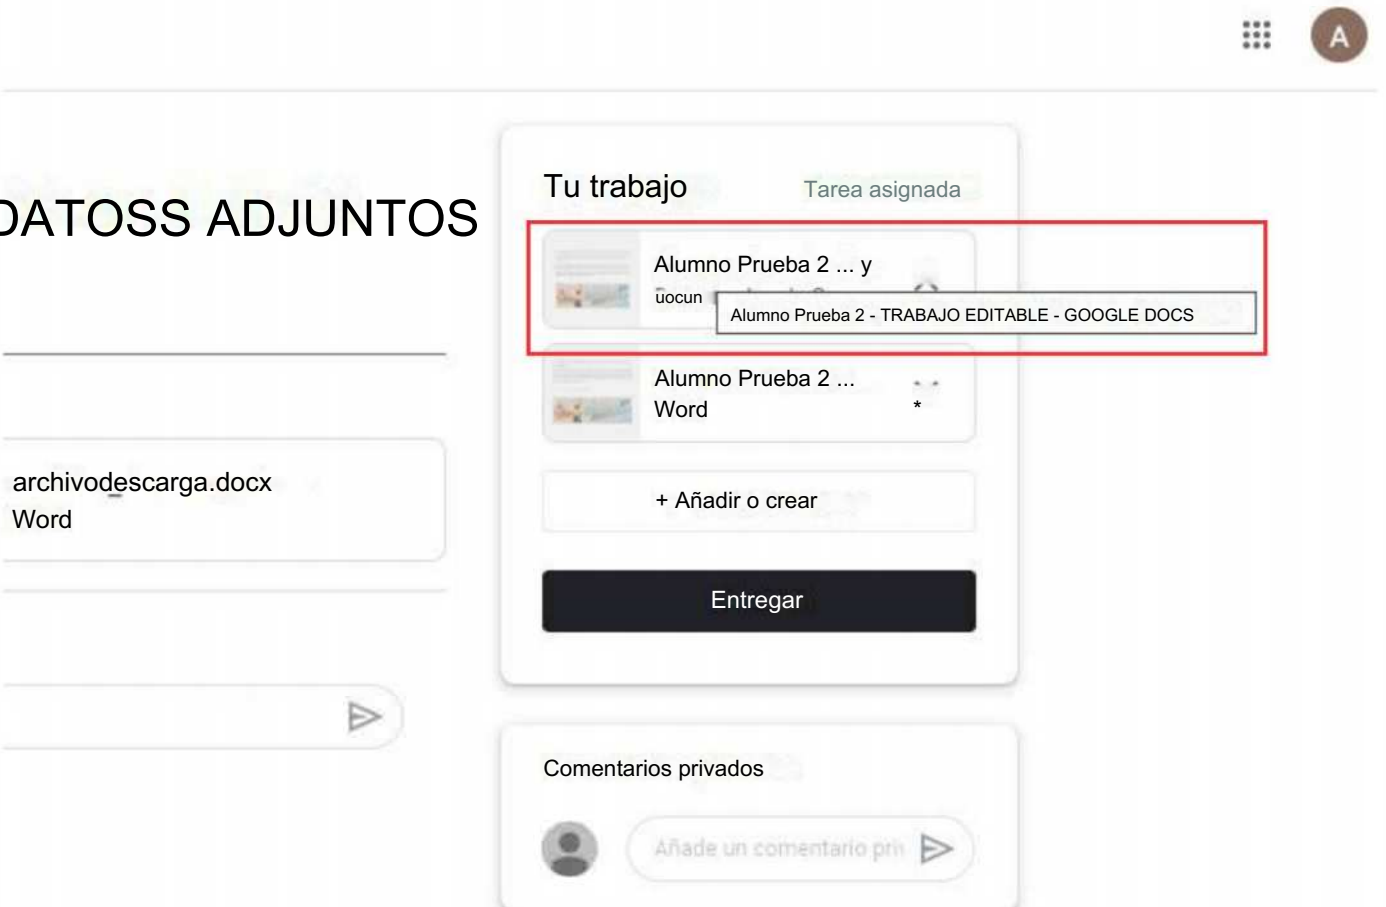 A
DATOSS ADJUNTOS
archivodescarga.docx
Word
Tu trabajo
Tarea asignada
Alumno Prueba 2 ... y
uocun
Alumno Prueba 2 - TRABAJO EDITABLE - GOOGLE DOCS
Alumno Prueba 2 ...
Word
*
+ Añadir o crear
Entregar
Comentarios privados
Añade un comentario pri